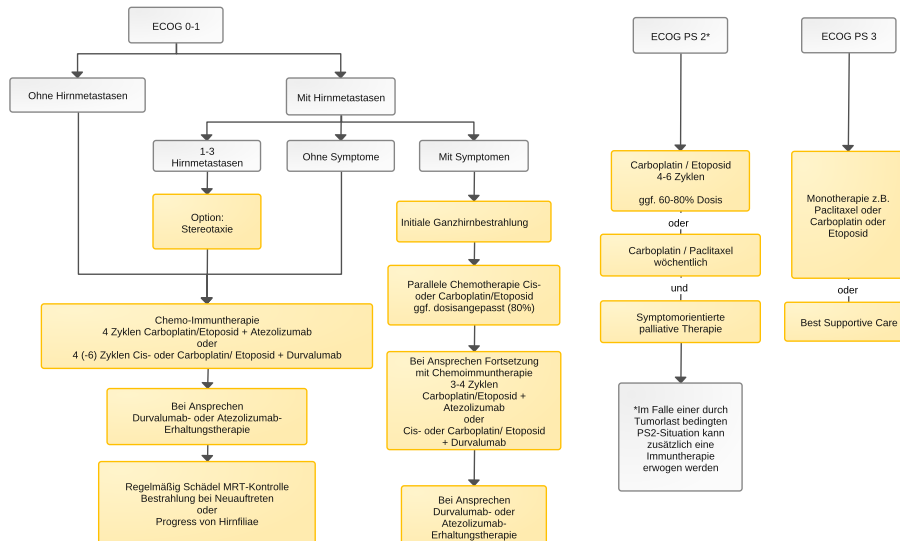 ECOG 0-1
Ohne Hirnmetastasen
Mit Hirnmetastasen
1-3
Hirnmetastasen
Ohne Symptome
Mit Symptomen
Option:
Stereotaxie
Initiale Ganzhirnbestrahlung
Parallele Chemotherapie Cis-
oder Carboplatin/Etoposid
ggf. dosisangepasst (80%)
Chemo-Immuntherapie
4 Zyklen Carboplatin/Etoposid + Atezolizumab
oder
4 (-6) Zyklen Cis- oder Carboplatin/ Etoposid + Durvalumab
Bei Ansprechen Fortsetzung
mit Chemoimmuntherapie
3-4 Zyklen
Carboplatin/Etoposid +
Atezolizumab
oder
Cis- oder Carboplatin/ Etoposid
+ Durvalumab
Bei Ansprechen
Durvalumab- oder Atezolizumab-
Erhaltungstherapie
Regelmäßig Schädel MRT-Kontrolle
Bestrahlung bei Neuauftreten
oder
Progress von Hirnfiliae
Bei Ansprechen
Durvalumab- oder
Atezolizumab-
Erhaltungstherapie
ECOG PS 2*
Carboplatin / Etoposid
4-6 Zyklen
ggf. 60-80% Dosis
oder
Carboplatin / Paclitaxel
wöchentlich
und
Symptomorientierte
palliative Therapie
*Im Falle einer durch
Tumorlast bedingten
PS2-Situation kann
zusätzlich eine
Immuntherapie
erwogen werden
ECOG PS 3
Monotherapie z.B.
Paclitaxel oder
Carboplatin oder
Etoposid
oder
Best Supportive Care